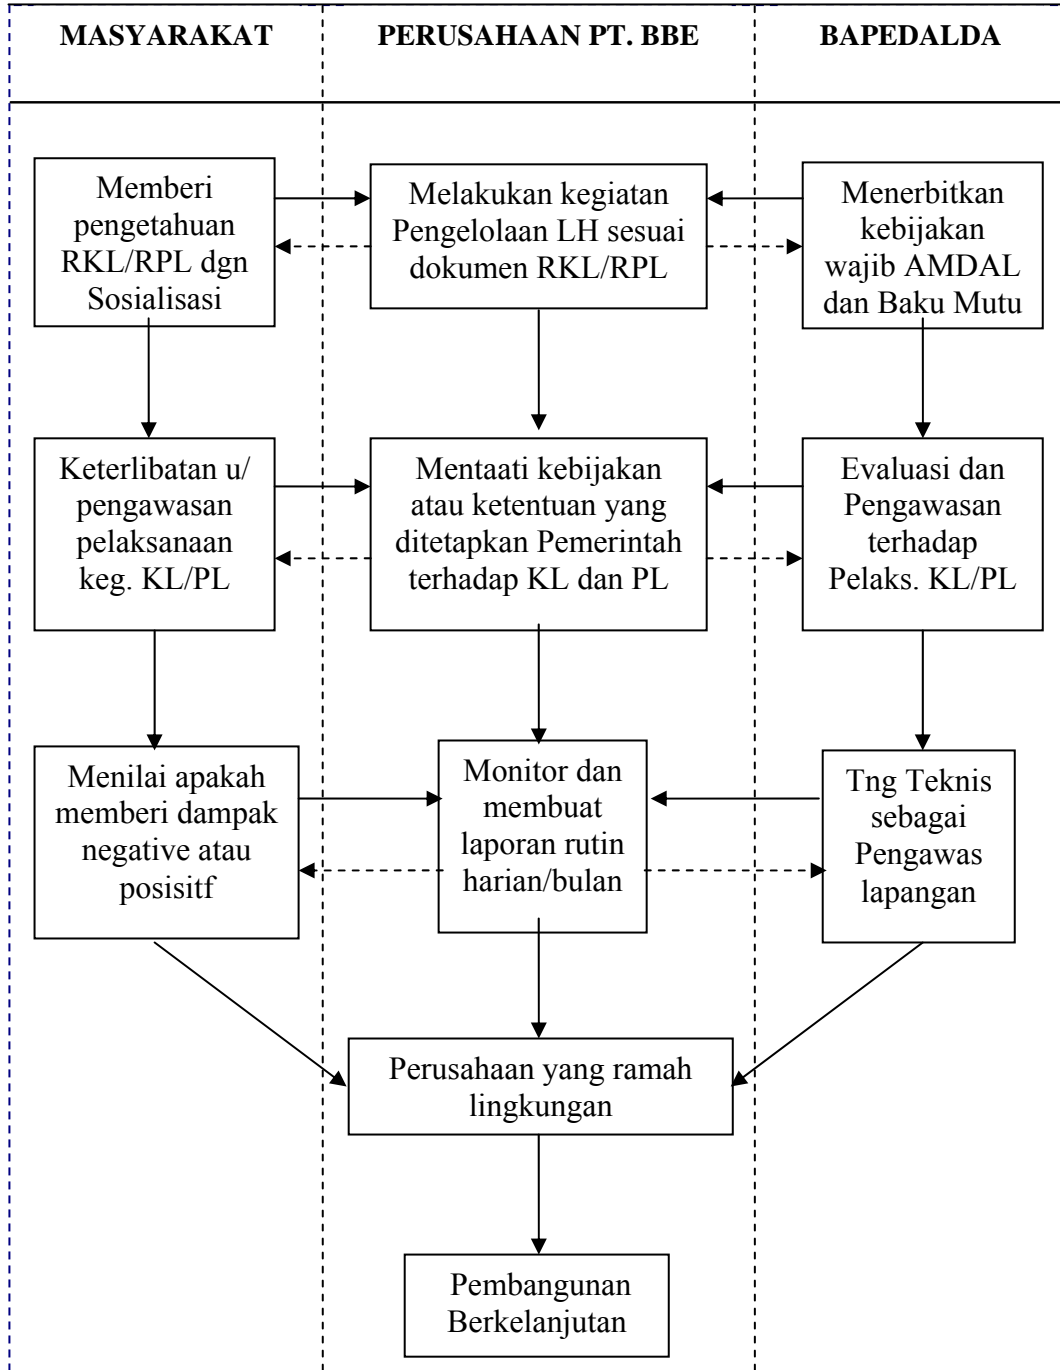 MASYARAKAT
PERUSAHAAN PT. BBE
BAPEDALDA
Memberi
pengetahuan
RKL/RPL dgn
Sosialisasi
Melakukan kegiatan
Pengelolaan LH sesuai
dokumen RKL/RPL
Menerbitkan
kebijakan
wajib AMDAL
dan Baku Mutu
Keterlibatan u/
pengawasan
pelaksanaan
keg. KL/PL
Mentaati kebijakan
atau ketentuan yang
ditetapkan Pemerintah
terhadap KL dan PL
Evaluasi dan
Pengawasan
terhadap
Pelaks. KL/PL
Menilai apakah
memberi dampak
negative atau
posisitf
Monitor dan
membuat
laporan rutin
harian/bulan
Tng Teknis
sebagai
Pengawas
lapangan
Perusahaan yang ramah
lingkungan
Pembangunan
Berkelanjutan